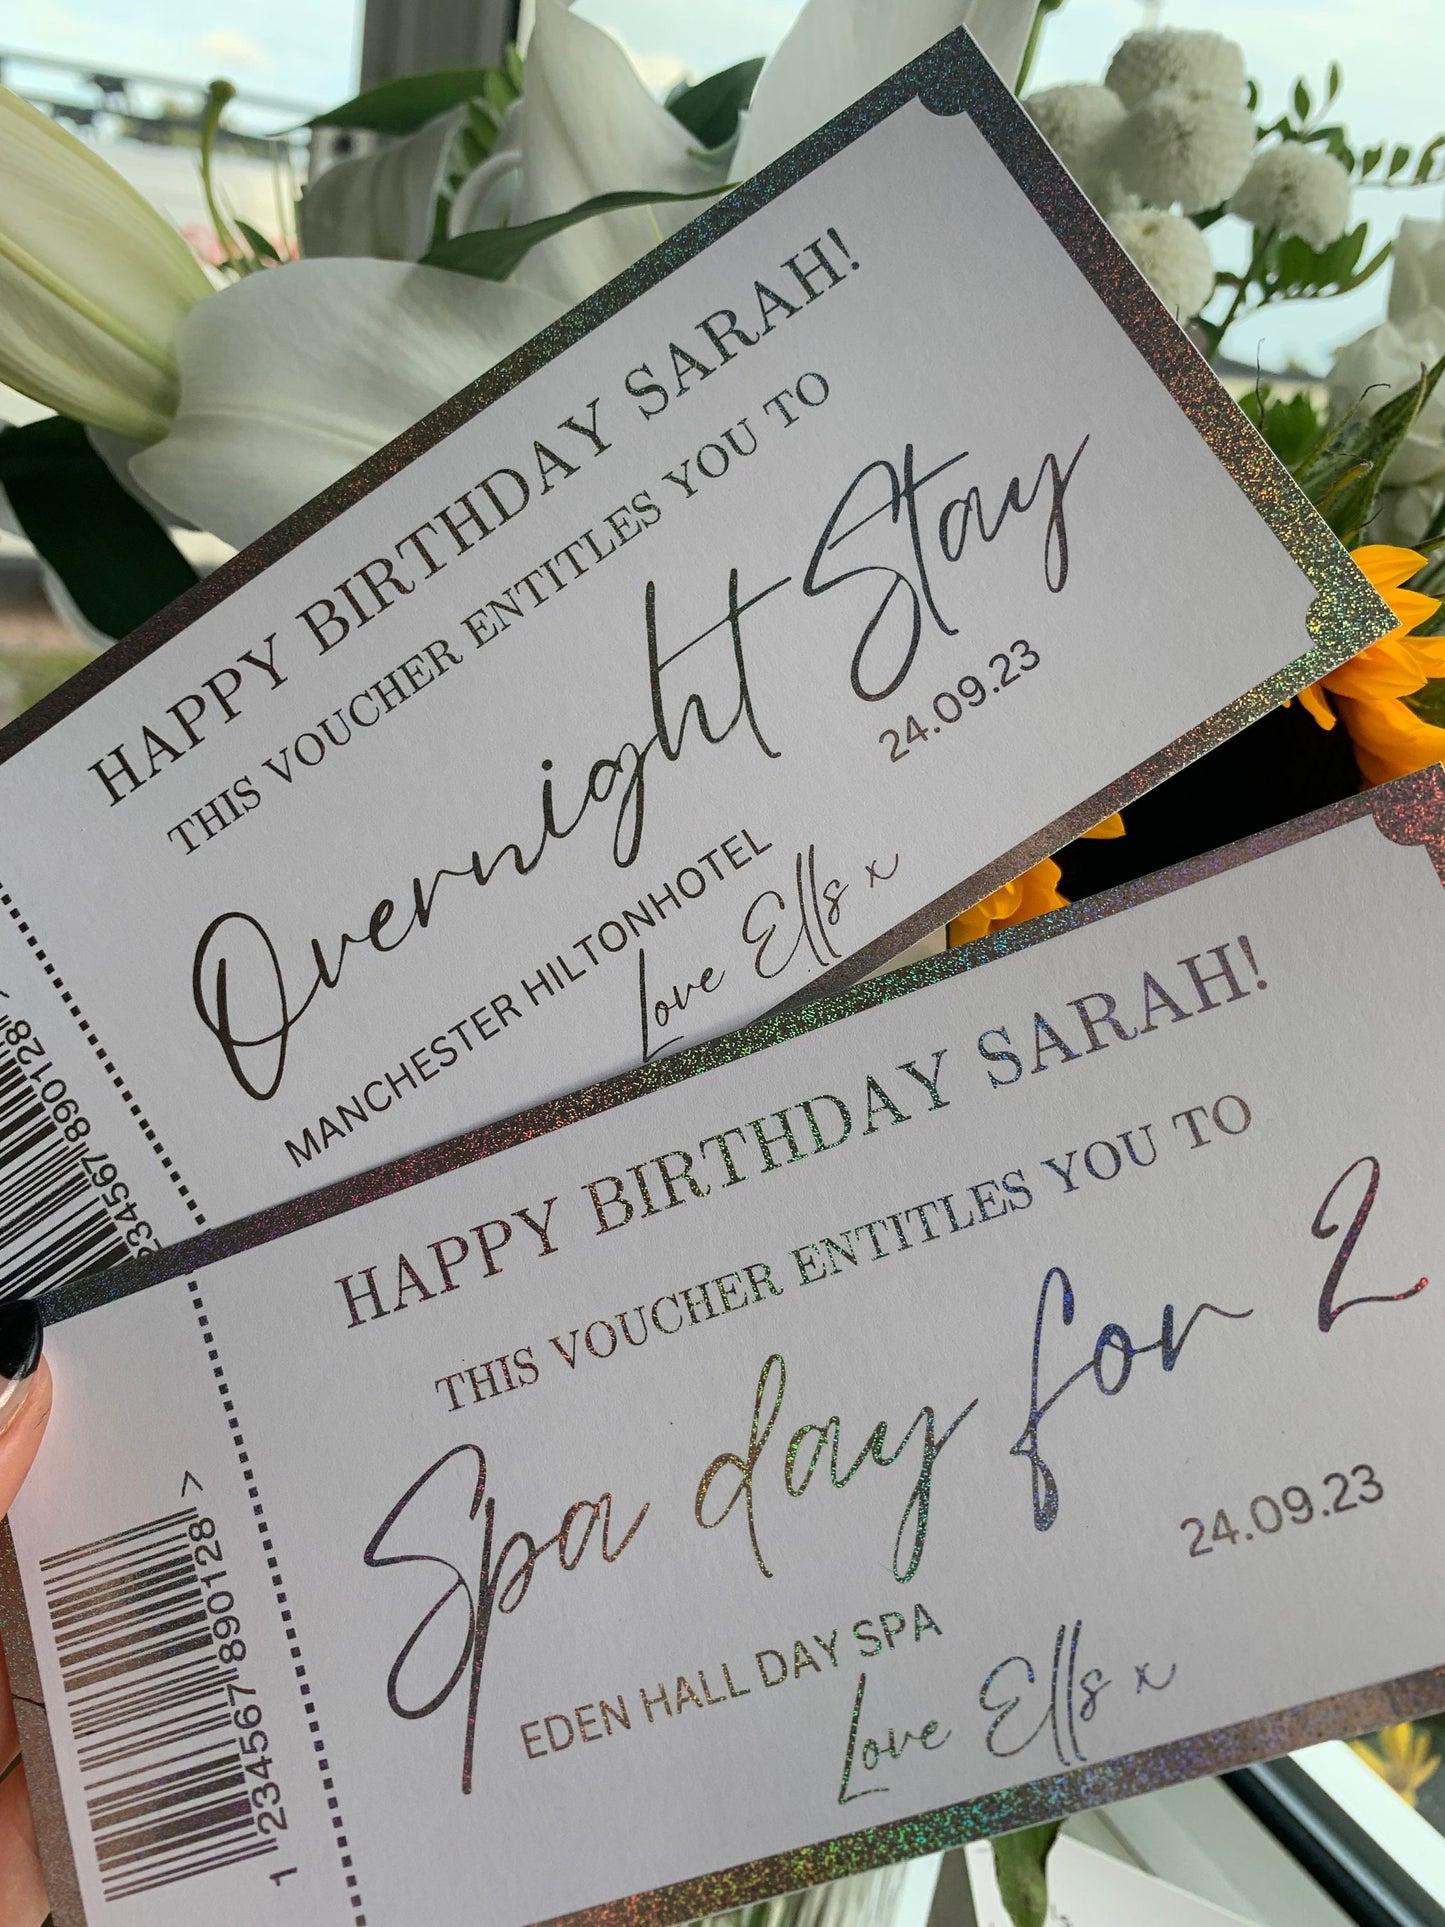 HAPPY BIRTHDAY SARAH!
THIS VOUCHER ENTITLES YOU TO
Overnight Stay
24.09.23
MANCHESTER HILTONHOTEL
Love Ells x
234567 890128 >
HAPPY BIRTHDAY SARAH!
THIS VOUCHER ENTITLES YOU TO
Spa day for 2
24.09.23
EDEN HALL DAY SPA
Love Ells x
1 234567 890128 >